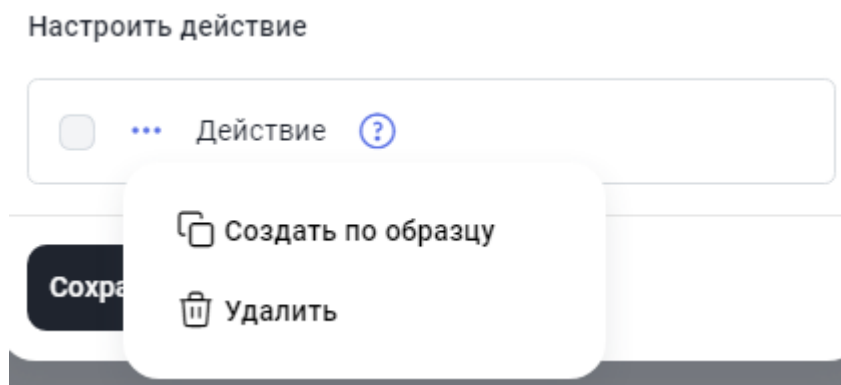 Настроить действие
Действие
Создать по образцу
Удалить